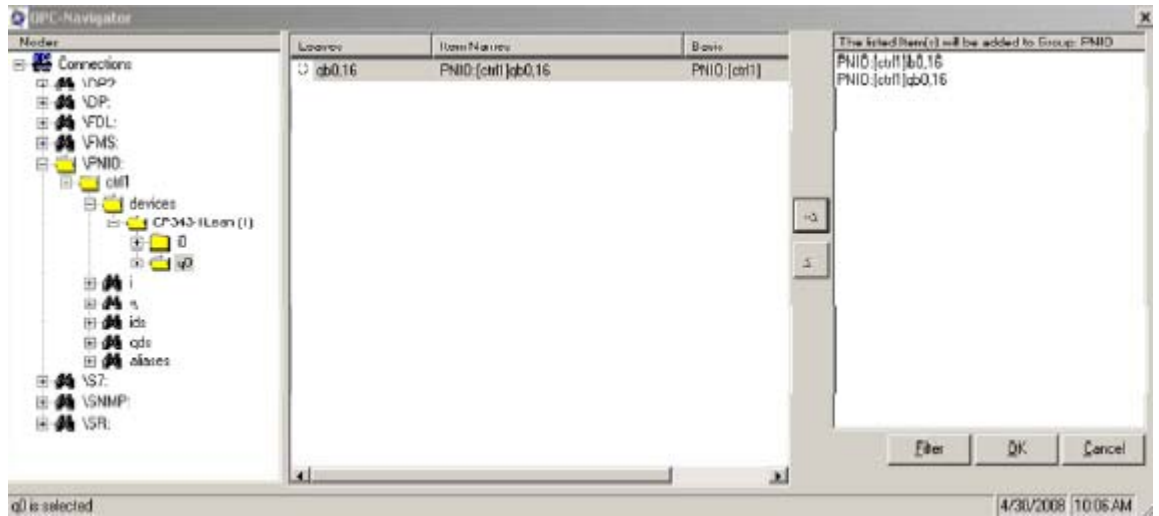 OPC-Navigator
Nodes
Connections
\DP2
\DP:
\FDL:
\FMS:
\PNIO:
ctrl1
devices
CP343-1Lean (1)
i0
q0
i
q
ids
qds
aliases
\S7:
\SNMP:
\SR:
Leaves Item Names Basis
qb0,16 PNIO:[ctrl1]qb0,16 PNIO:[ctrl1]
->
<-
The listed Item(s) will be added to Group: PNIO
PNIO:[ctrl1]ib0,16
PNIO:[ctrl1]qb0,16
Filter OK Cancel
q0 is selected 4/30/2008 10:06 AM